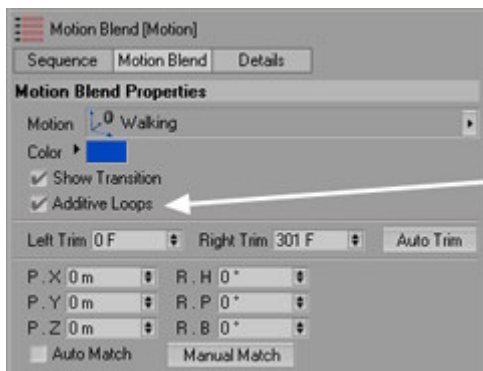 Motion Blend [Motion]
Sequence Motion Blend Details
Motion Blend Properties
Motion Walking
Color
Show Transition
Additive Loops
Left Trim 0 F Right Trim 301 F Auto Trim
P . X 0 m R . H 0 °
P . Y 0 m R . P 0 °
P . Z 0 m R . B 0 °
Auto Match Manual Match